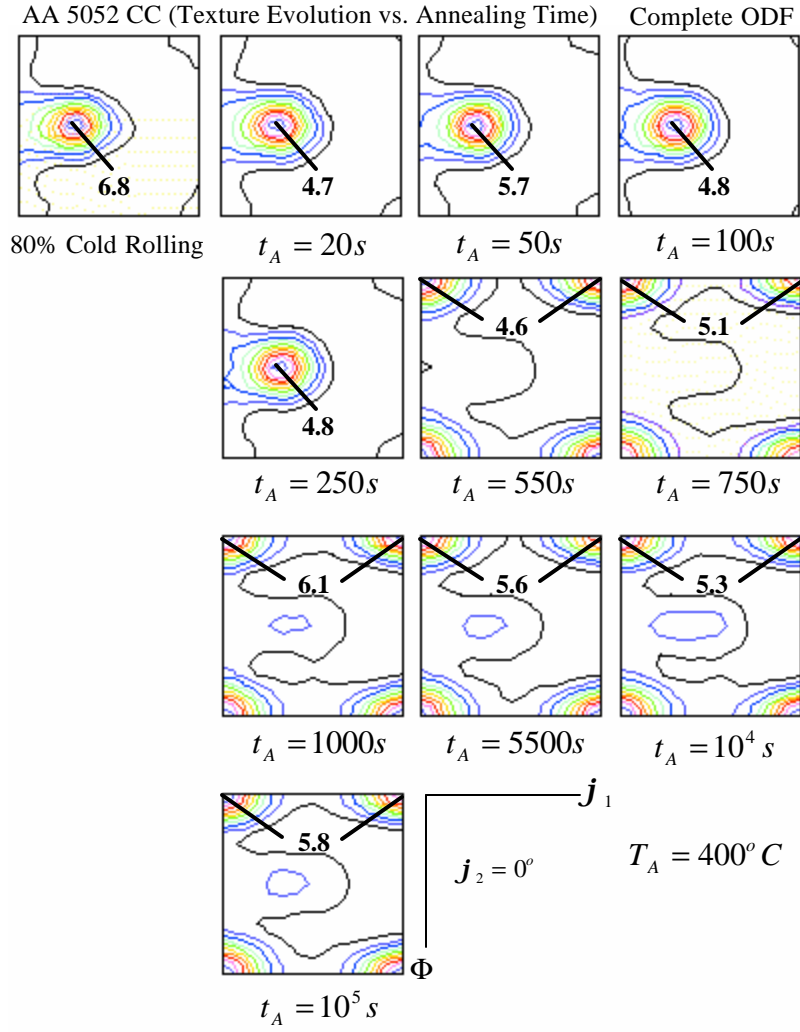 AA 5052 CC (Texture Evolution vs. Annealing Time) Complete ODF
6.8 4.7 5.7 4.8
80% Cold Rolling t_A = 20s t_A = 50s t_A = 100s
4.8 4.6 5.1
t_A = 250s t_A = 550s t_A = 750s
6.1 5.6 5.3
t_A = 1000s t_A = 5500s t_A = 10^4 s
5.8
j_1
j_2 = 0^o T_A = 400^o C
Φ
t_A = 10^5 s